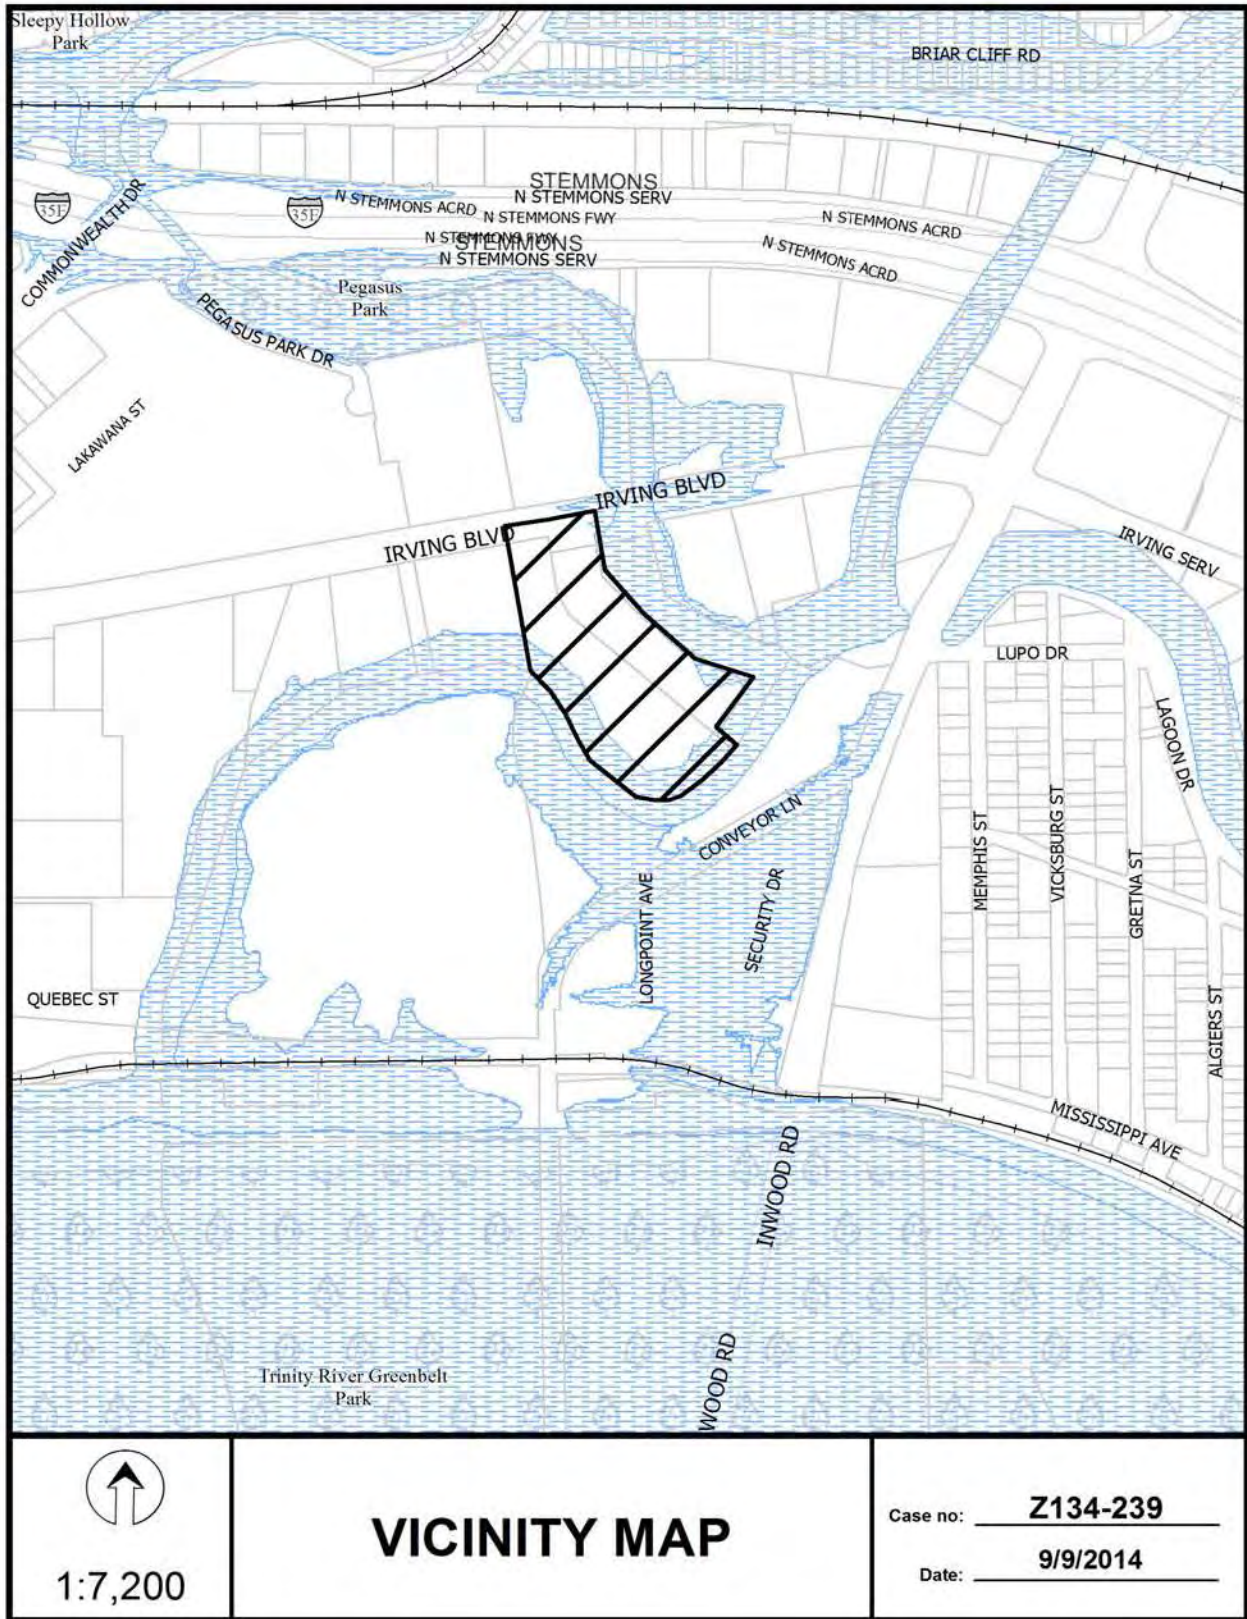 Sleepy Hollow
Park
BRIAR CLIFF RD
STEMMONS
N STEMMONS SERV
N STEMMONS ACRD
N STEMMONS FWY
N STEMMONS ACRD
35E
35E
COMMONWEALTH DR
N STEMMONS FWY
STEMMONS
N STEMMONS SERV
N STEMMONS ACRD
Pegasus
Park
PEGASUS PARK DR
LAKAWANA ST
IRVING BLVD
IRVING BLVD
IRVING SERV
LUPO DR
LAGOON DR
CONVEYOR LN
MEMPHIS ST
VICKSBURG ST
GRETNA ST
LONGPOINT AVE
SECURITY DR
QUEBEC ST
ALGIERS ST
MISSISSIPPI AVE
INWOOD RD
WOOD RD
Trinity River Greenbelt
Park
1:7,200
VICINITY MAP
Case no: Z134-239
Date: 9/9/2014